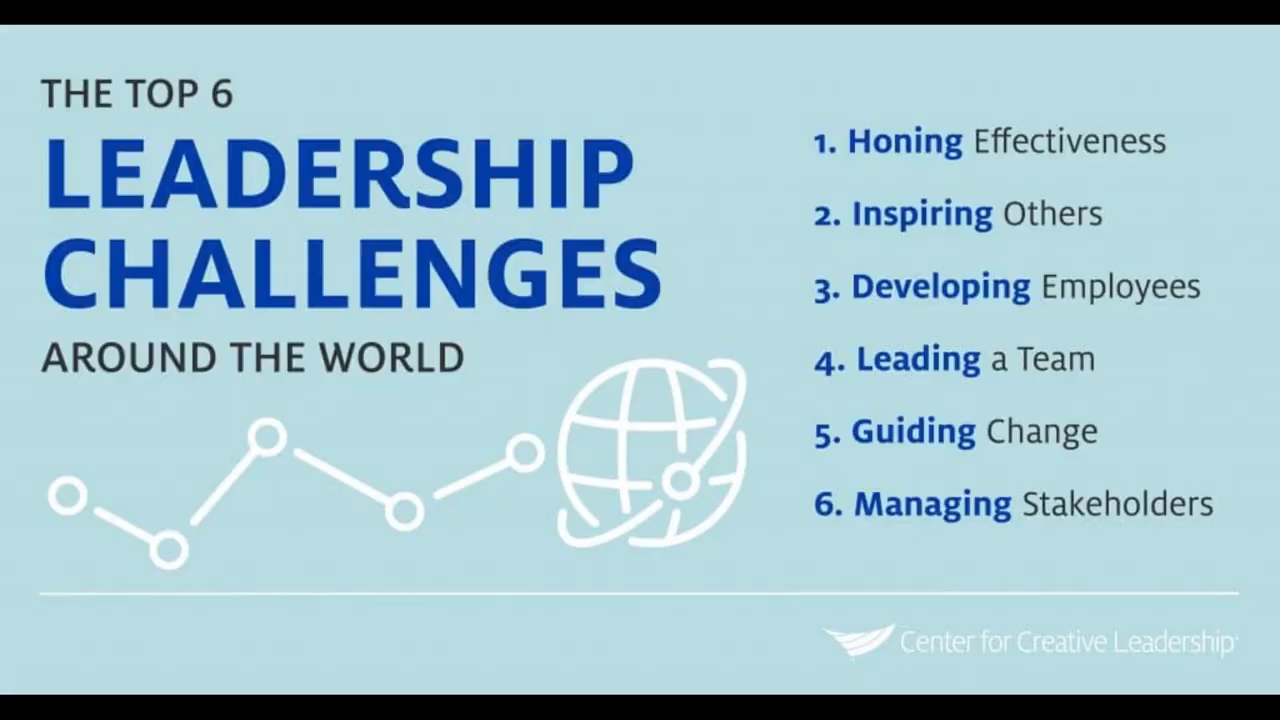 THE TOP 6
LEADERSHIP
CHALLENGES
AROUND THE WORLD
1. Honing Effectiveness
2. Inspiring Others
3. Developing Employees
4. Leading a Team
5. Guiding Change
6. Managing Stakeholders
Center for Creative Leadership